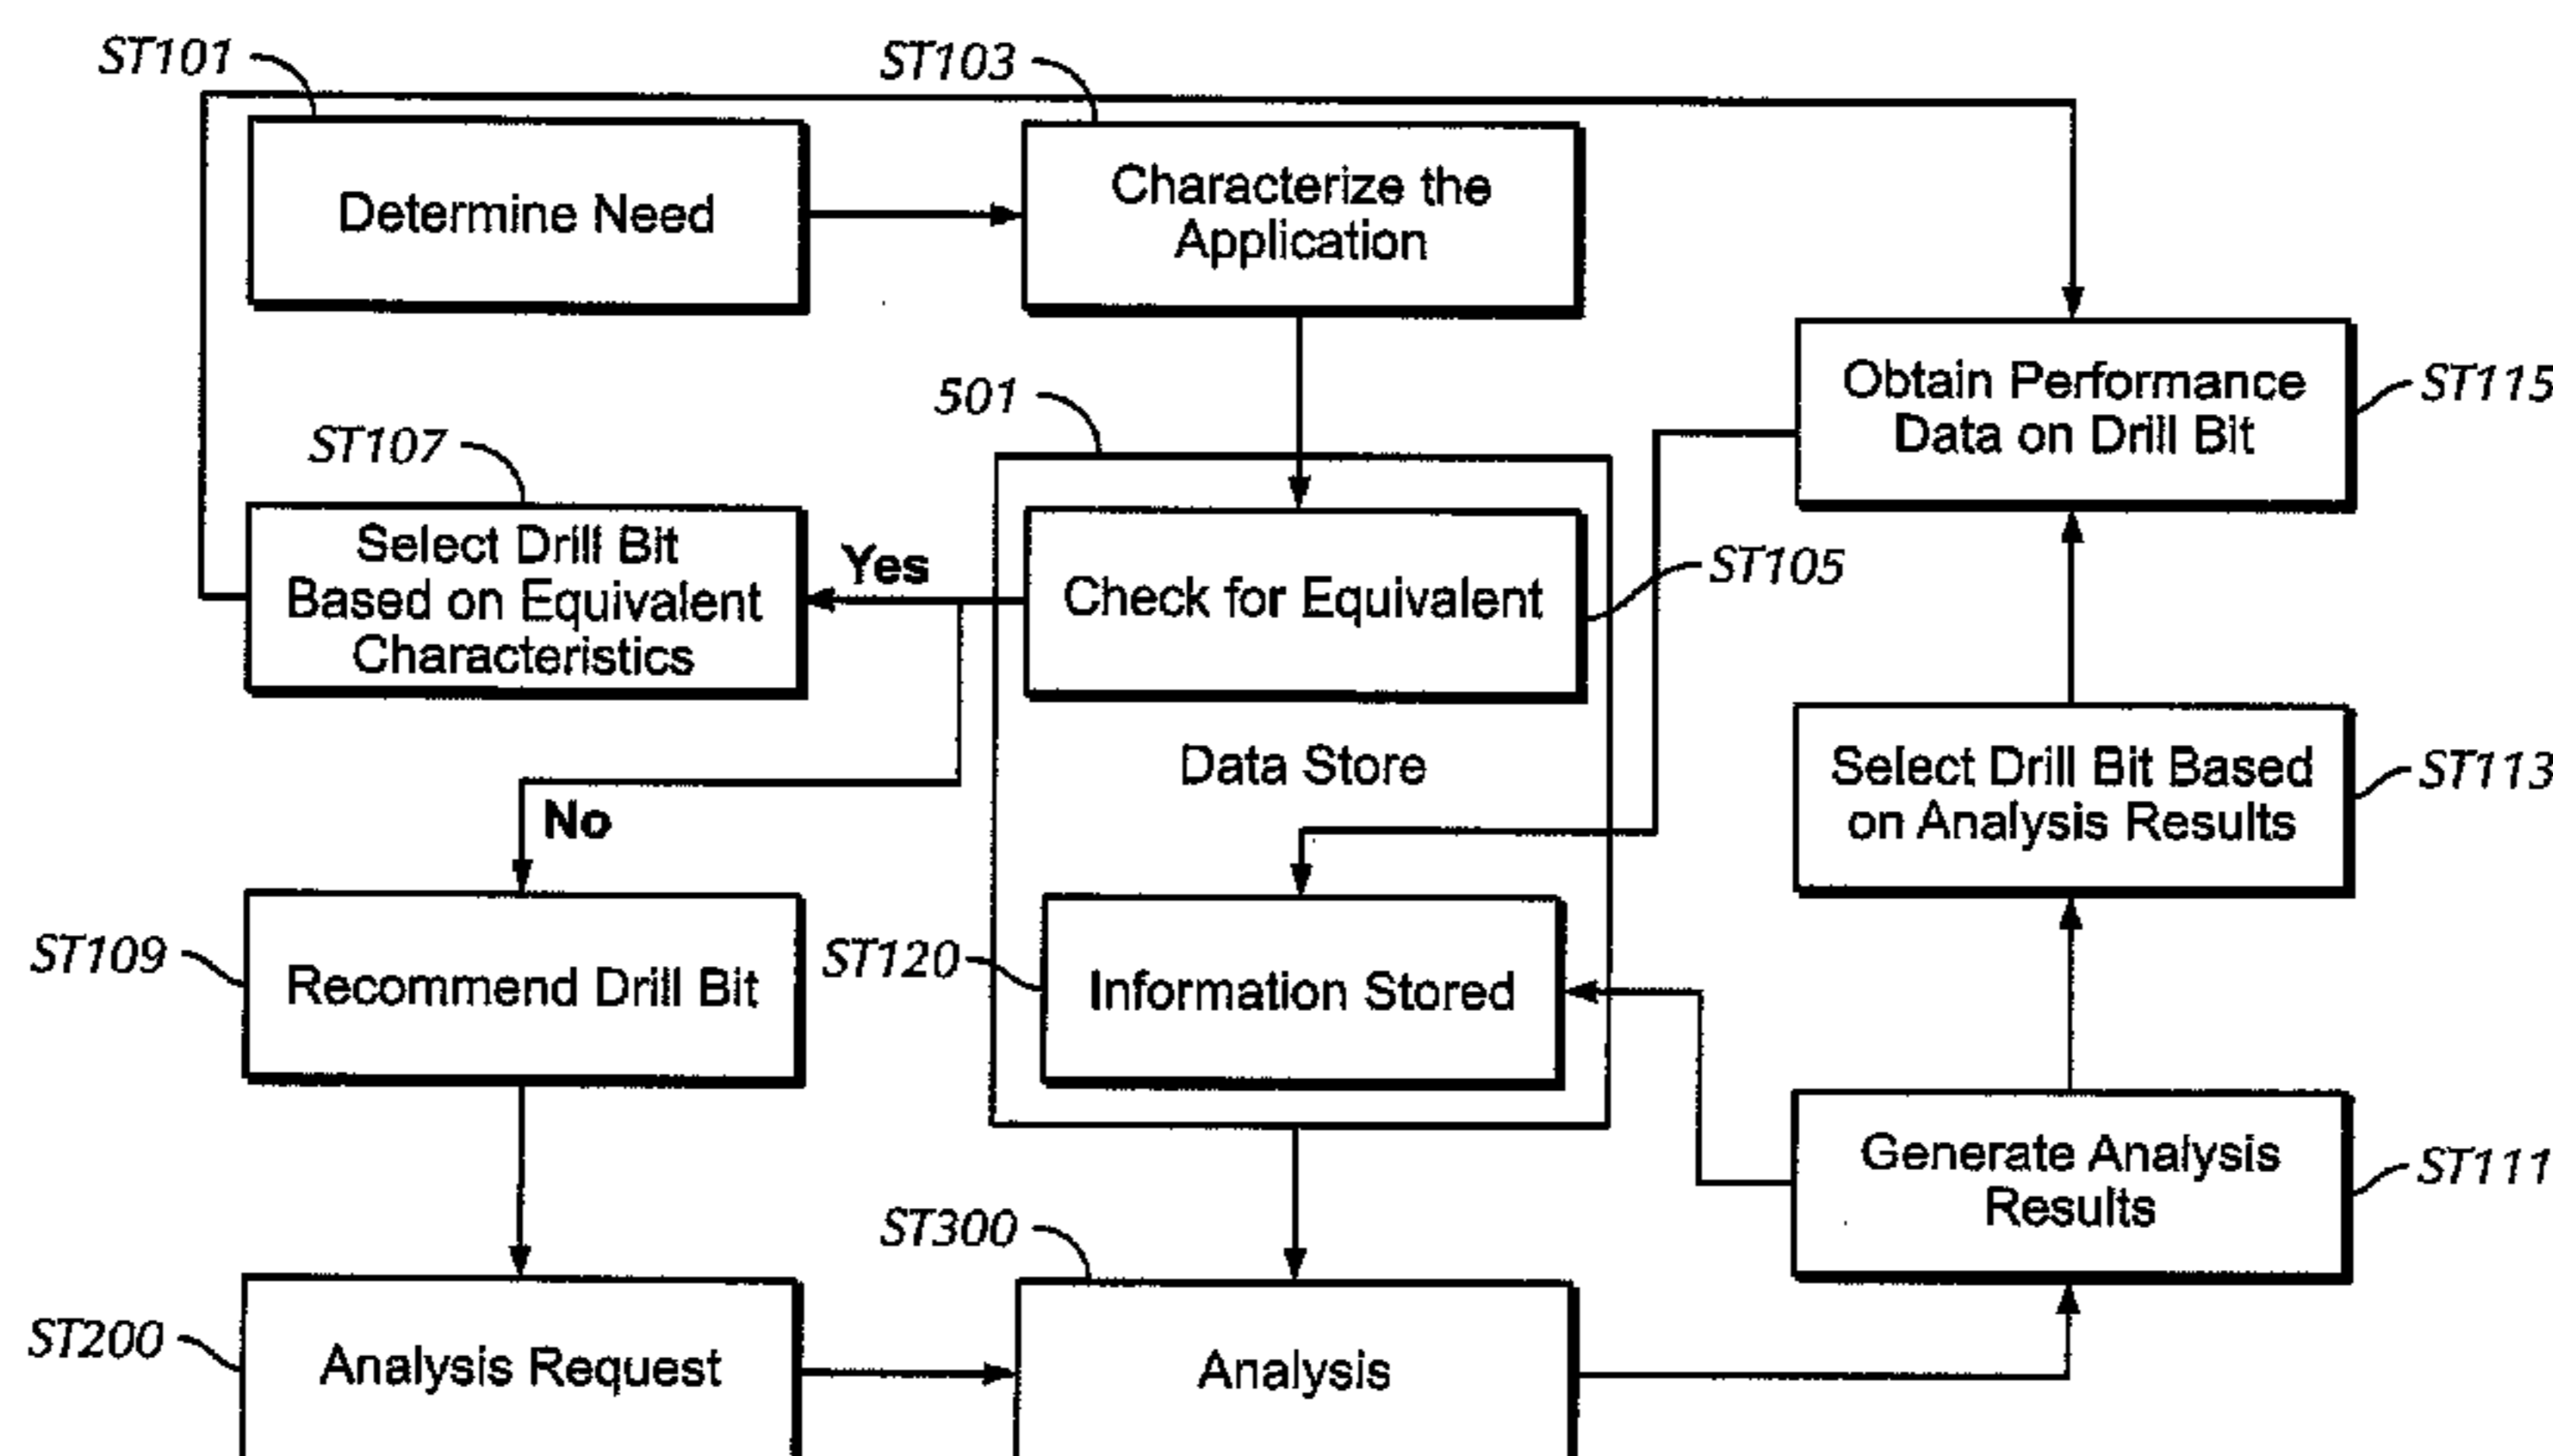 ST101
ST103
Determine Need
Characterize the
Application
501
Obtain Performance
Data on Drill Bit
ST115
ST107
Select Drill Bit
Based on Equivalent
Characteristics
Yes
Check for Equivalent
ST105
Data Store
No
Select Drill Bit Based
on Analysis Results
ST113
ST109
Recommend Drill Bit
ST120
Information Stored
Generate Analysis
Results
ST111
ST300
ST200
Analysis Request
Analysis